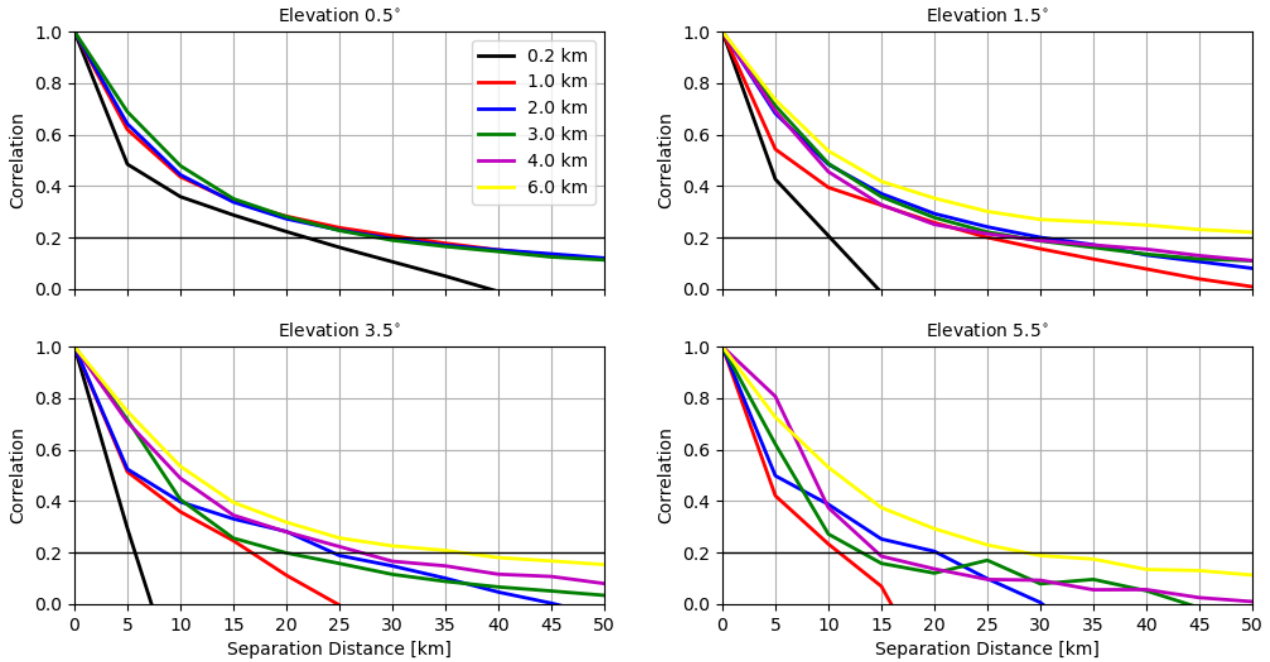 Elevation 0.5°
Correlation
1.0
0.8
0.6
0.4
0.2
0.0
0.2 km
1.0 km
2.0 km
3.0 km
4.0 km
6.0 km
Elevation 1.5°
Correlation
1.0
0.8
0.6
0.4
0.2
0.0
Elevation 3.5°
Correlation
1.0
0.8
0.6
0.4
0.2
0.0
0 5 10 15 20 25 30 35 40 45 50
Separation Distance [km]
Elevation 5.5°
Correlation
1.0
0.8
0.6
0.4
0.2
0.0
0 5 10 15 20 25 30 35 40 45 50
Separation Distance [km]